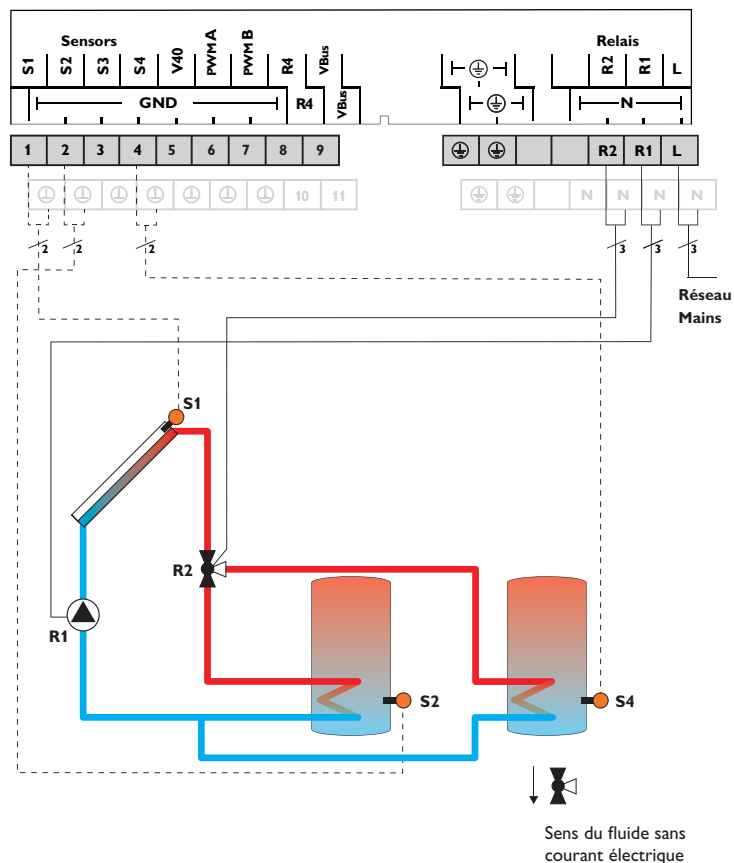 Sensors
Relais
S1 S2 S3 S4 V40 PWM A PWM B R4 VBus
R2 R1 L
GND R4 VBus
N
1 2 3 4 5 6 7 8 9
R2 R1 L
10 11
N N N N
2 2 2
3 3 3
Réseau
Mains
S1
R2
R1
S2
S4
Sens du fluide sans
courant électrique